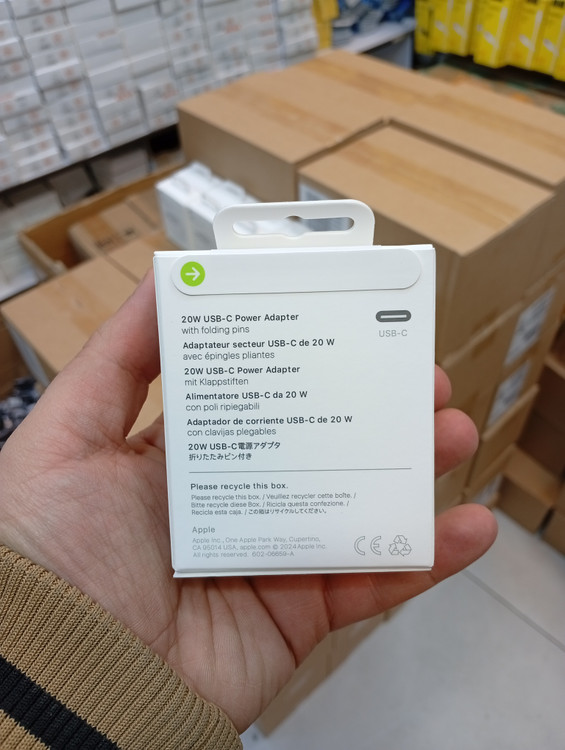 20W USB-C Power Adapter
with folding pins
USB-C
Adaptateur secteur USB-C de 20 W
avec épingles pliantes
20W USB-C Power Adapter
mit Klappstiften
Alimentatore USB-C da 20 W
con poli ripiegabili
Adaptador de corriente USB-C de 20 W
con clavijas plegables
20W USB-C電源アダプタ
折りたたみピン付き
Please recycle this box.
Please recycle this box. / Veuillez recycler cette boîte. /
Bitte recycle diese Box. / Ricicla questa confezione. /
Recicla esta caja. / この箱はリサイクルしてください。
Apple
Apple Inc., One Apple Park Way, Cupertino,
CA 95014 USA. apple.com © 2024 Apple Inc.
All rights reserved.
CE